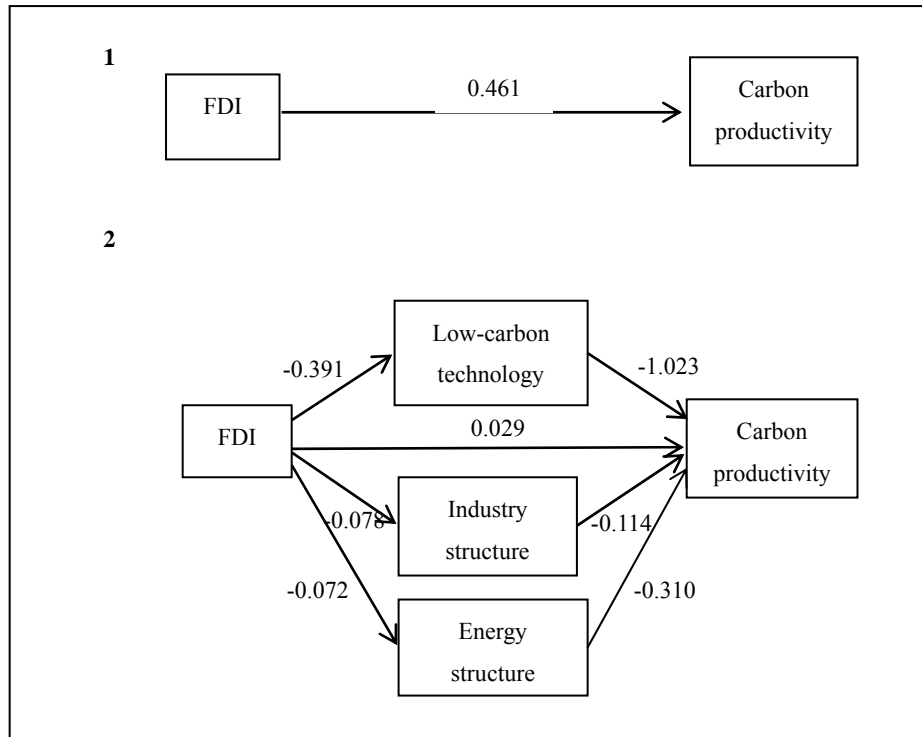 1
FDI
0.461
Carbon
productivity
2
Low-carbon
technology
-0.391
-1.023
FDI
0.029
Carbon
productivity
-0.078
Industry
structure
-0.114
-0.072
Energy
structure
-0.310